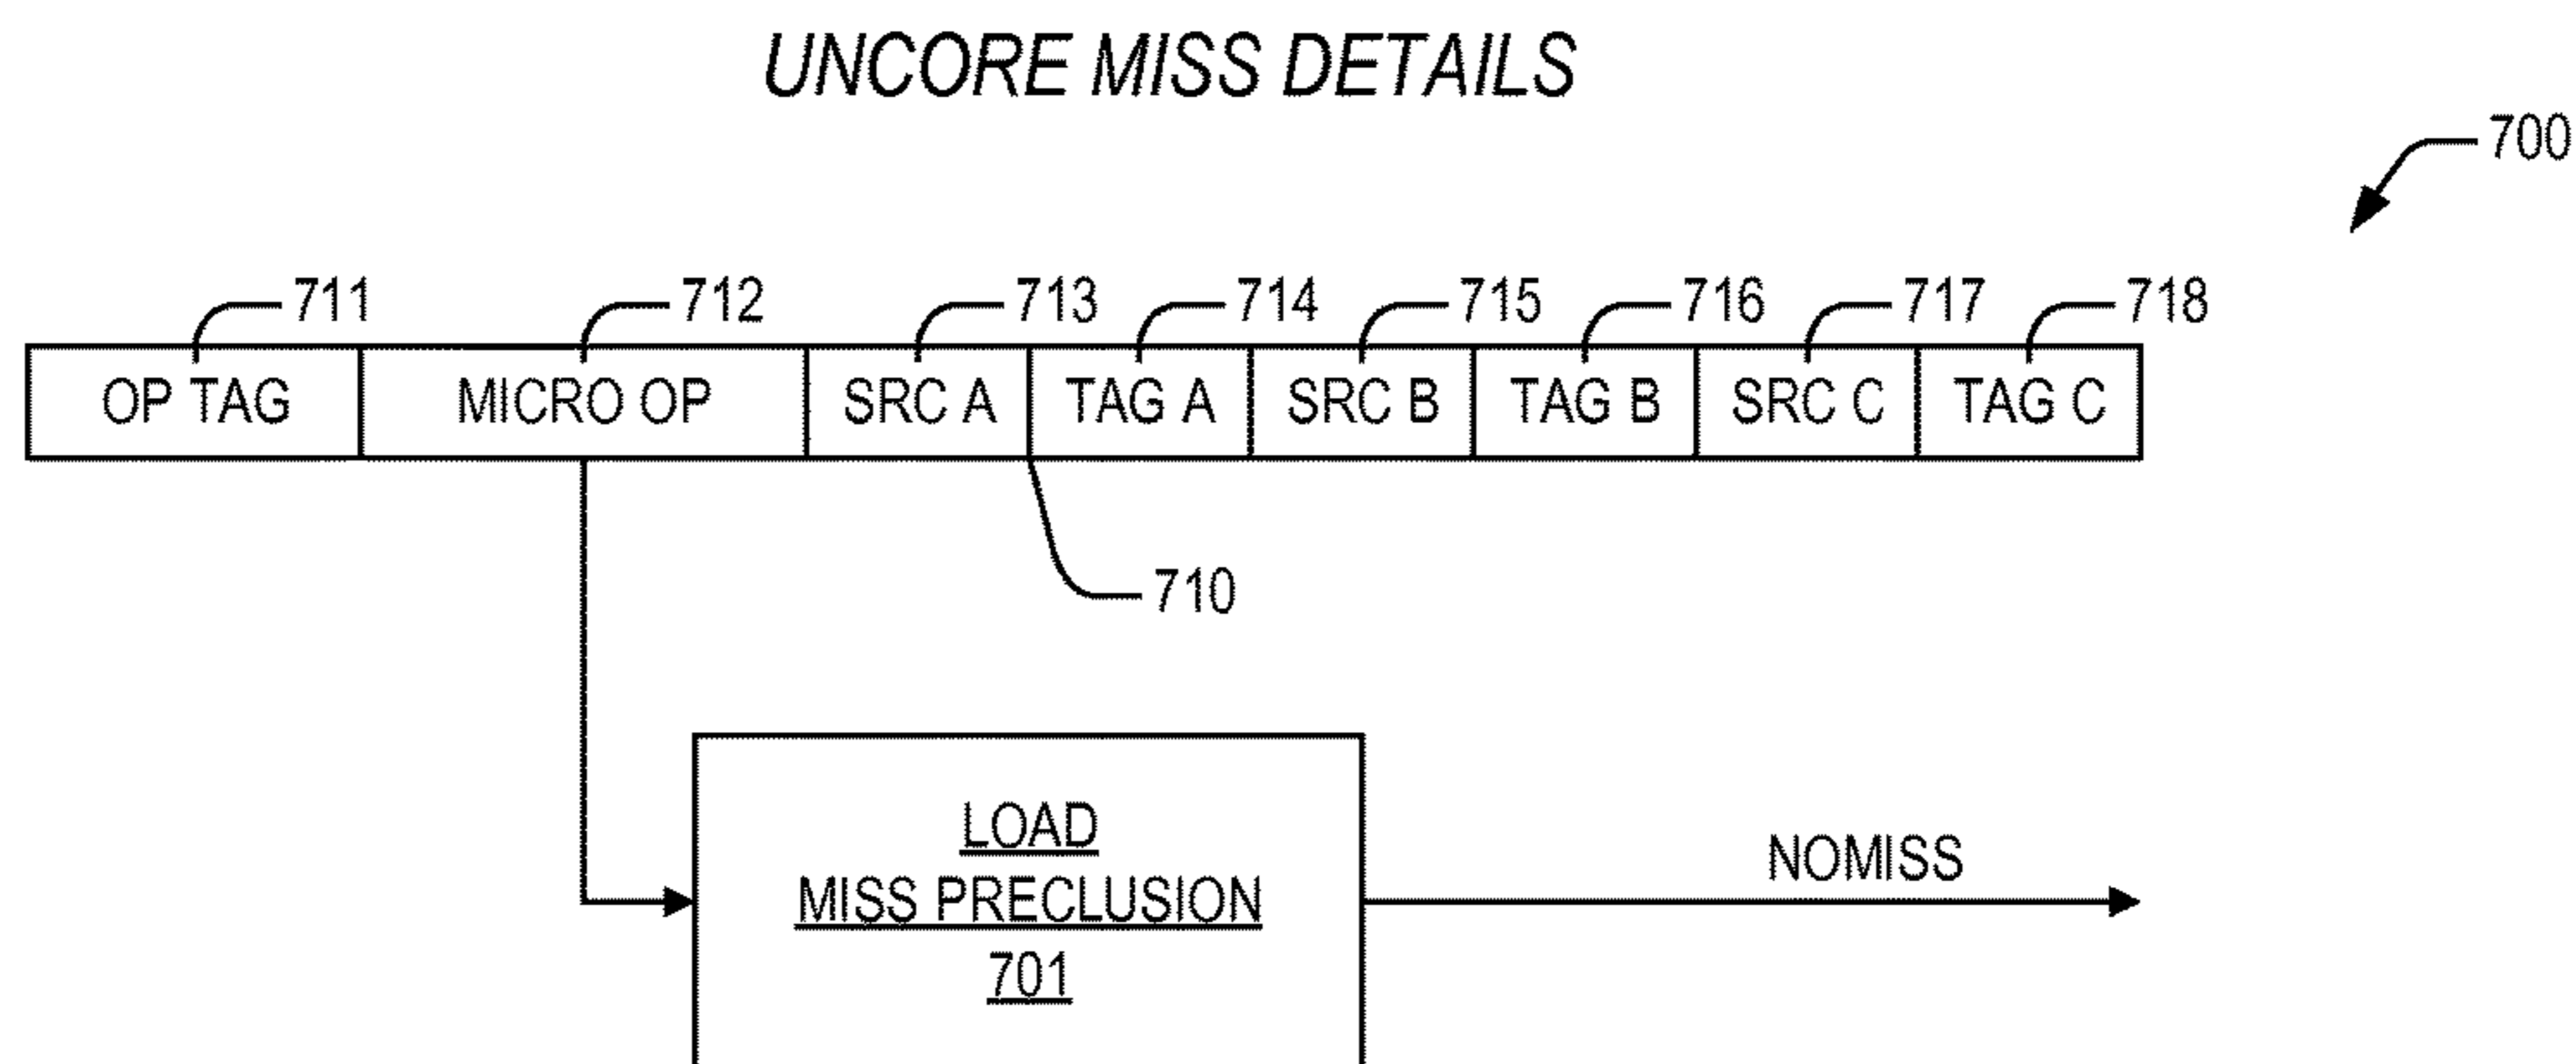 UNCORE MISS DETAILS
700
711 712 713 714 715 716 717 718
OP TAG MICRO OP SRC A TAG A SRC B TAG B SRC C TAG C
710
LOAD
MISS PRECLUSION
701
NOMISS